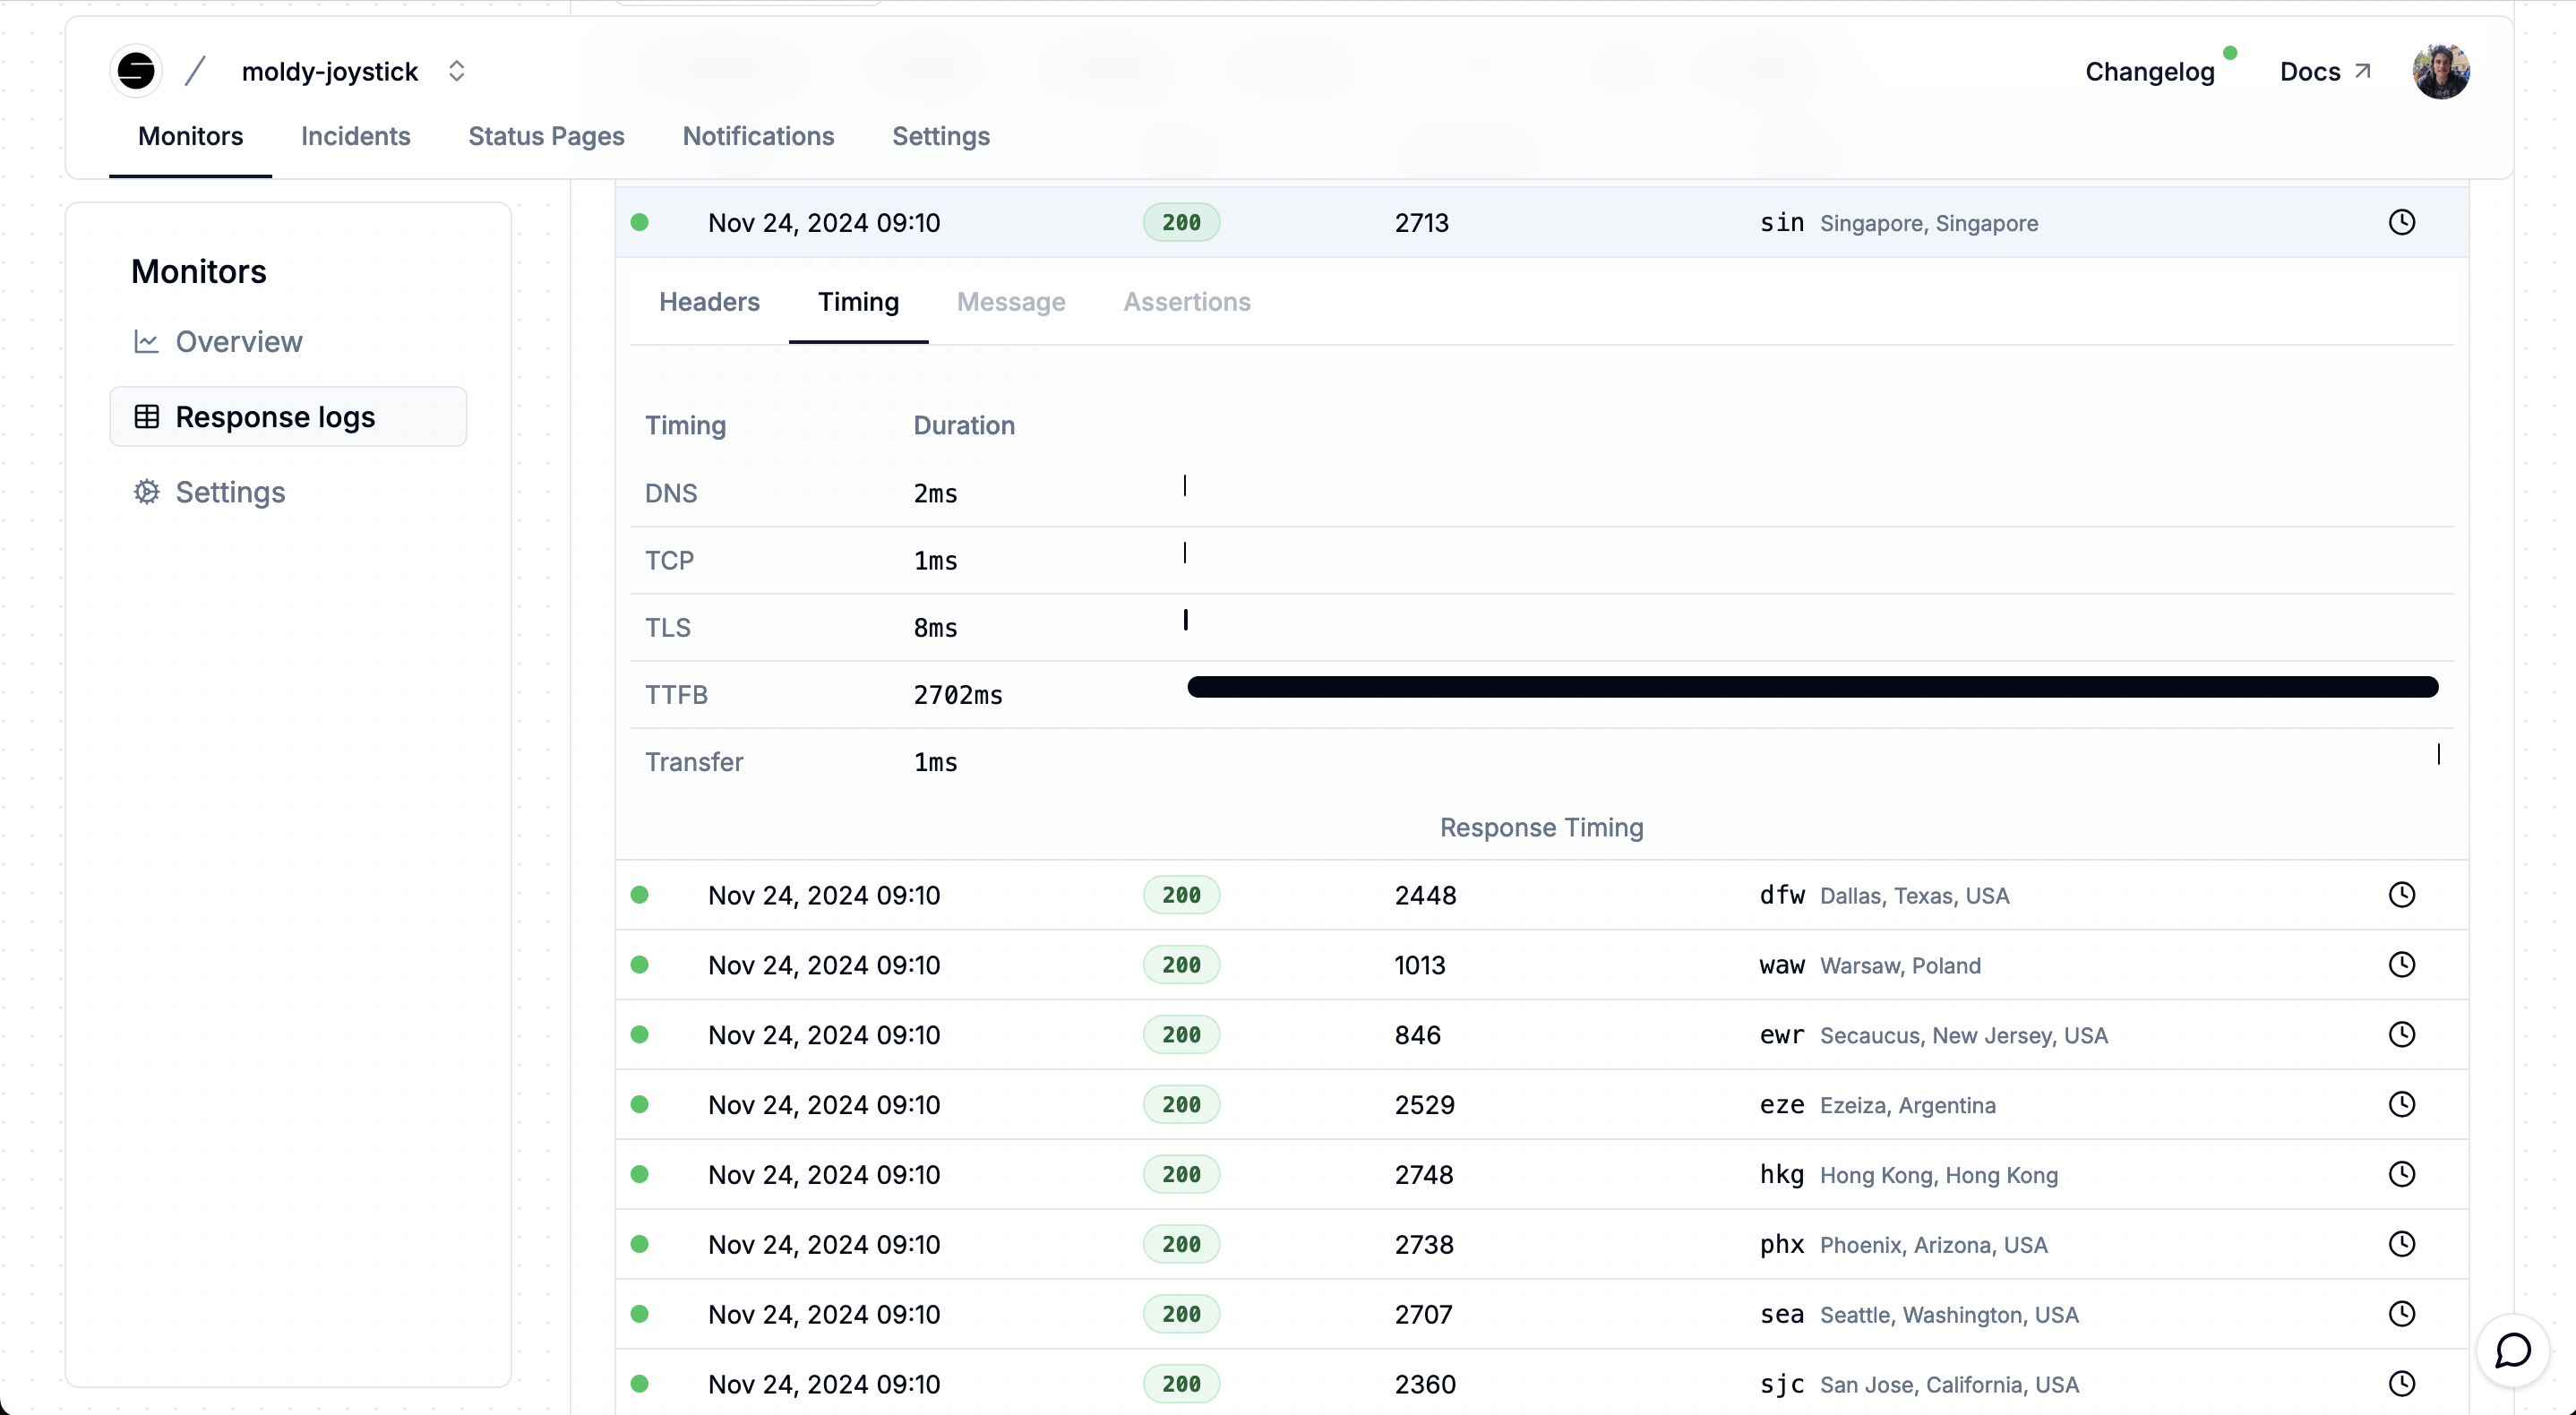 / moldy-joystick Changelog Docs
Monitors Incidents Status Pages Notifications Settings
Monitors
Overview
Response logs
Settings
Nov 24, 2024 09:10 200 2713 sin Singapore, Singapore
Headers Timing Message Assertions
Timing Duration
DNS 2ms
TCP 1ms
TLS 8ms
TTFB 2702ms
Transfer 1ms
Response Timing
Nov 24, 2024 09:10 200 2448 dfw Dallas, Texas, USA
Nov 24, 2024 09:10 200 1013 waw Warsaw, Poland
Nov 24, 2024 09:10 200 846 ewr Secaucus, New Jersey, USA
Nov 24, 2024 09:10 200 2529 eze Ezeiza, Argentina
Nov 24, 2024 09:10 200 2748 hkg Hong Kong, Hong Kong
Nov 24, 2024 09:10 200 2738 phx Phoenix, Arizona, USA
Nov 24, 2024 09:10 200 2707 sea Seattle, Washington, USA
Nov 24, 2024 09:10 200 2360 sjc San Jose, California, USA